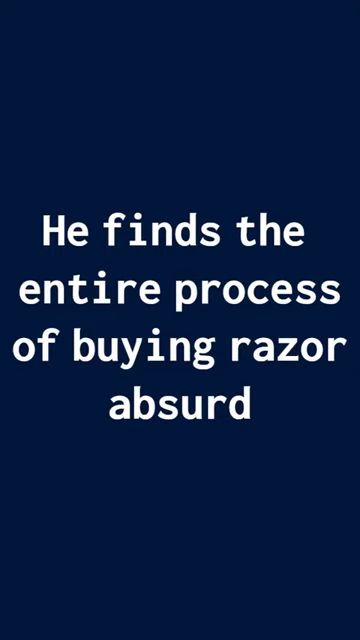 He finds the
entire process
of buying razor
absurd